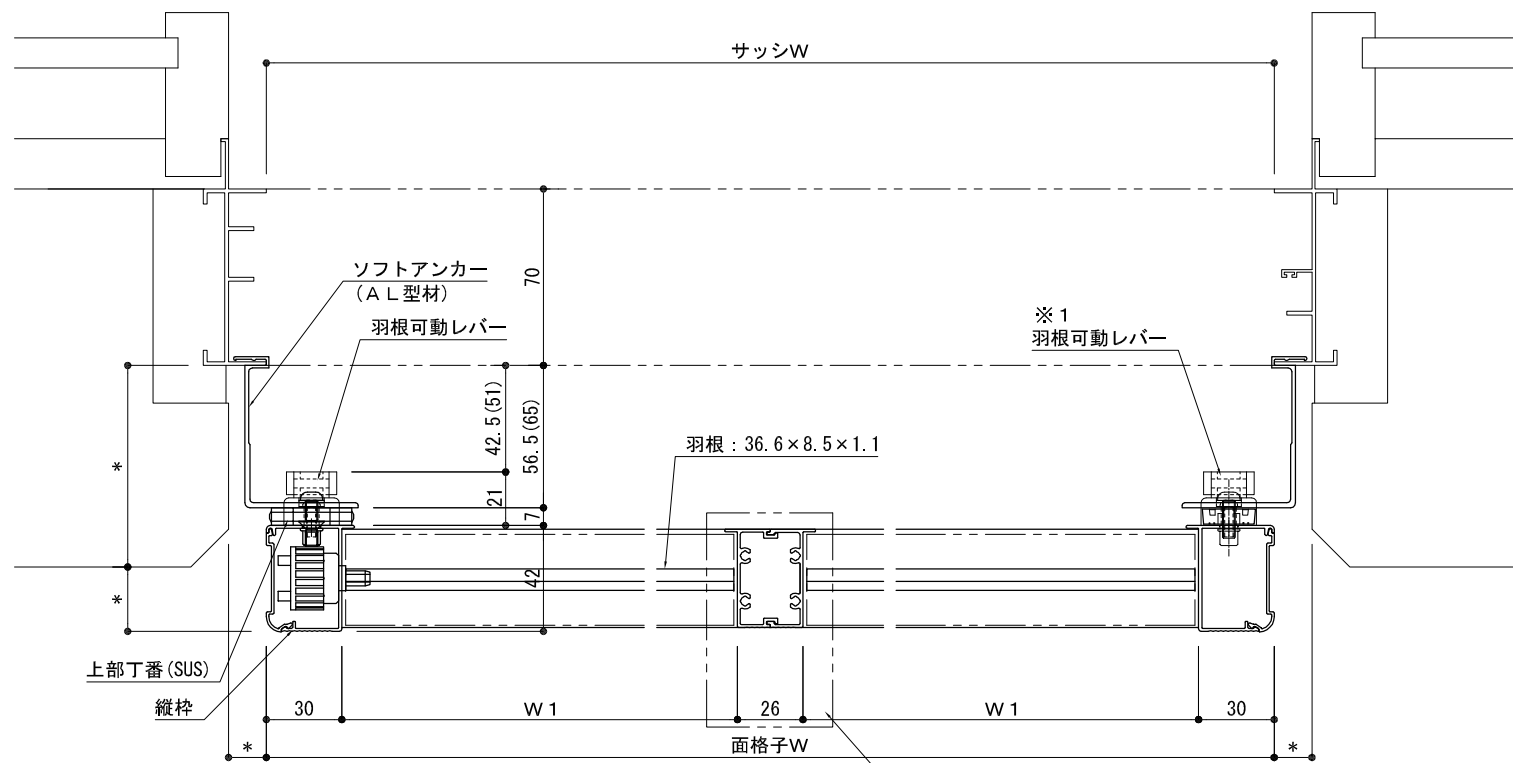 サッシW
ソフトアンカー
（ＡＬ型材）
70
羽根可動レバー
※１
羽根可動レバー
42.5(51)
56.5(65)
羽根：36.6×8.5×1.1
*
21
7
42
*
上部丁番(SUS)
縦枠
30
W1
26
W1
30
*
面格子W
*